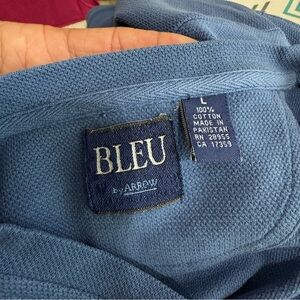 BLEU
by ARROW
L
100%
COTTON
MADE IN
PAKISTAN
RN 28955
CA 17359